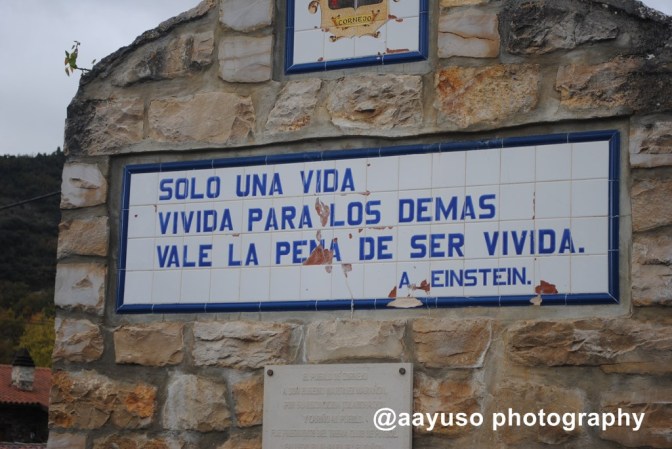 CORNEJO
SOLO UNA VIDA
VIVIDA PARA LOS DEMAS
VALE LA PENA DE SER VIVIDA.
A. EINSTEIN.
@aayuso photography